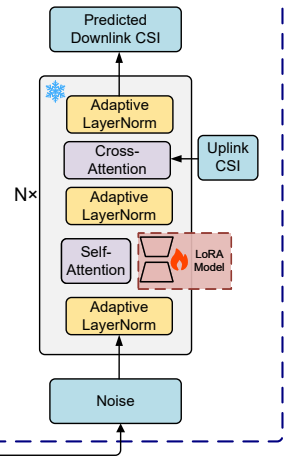 Predicted
Downlink CSI
Adaptive
LayerNorm
Cross-
Attention
Uplink
CSI
N×
Adaptive
LayerNorm
Self-
Attention
LoRA
Model
Adaptive
LayerNorm
Noise